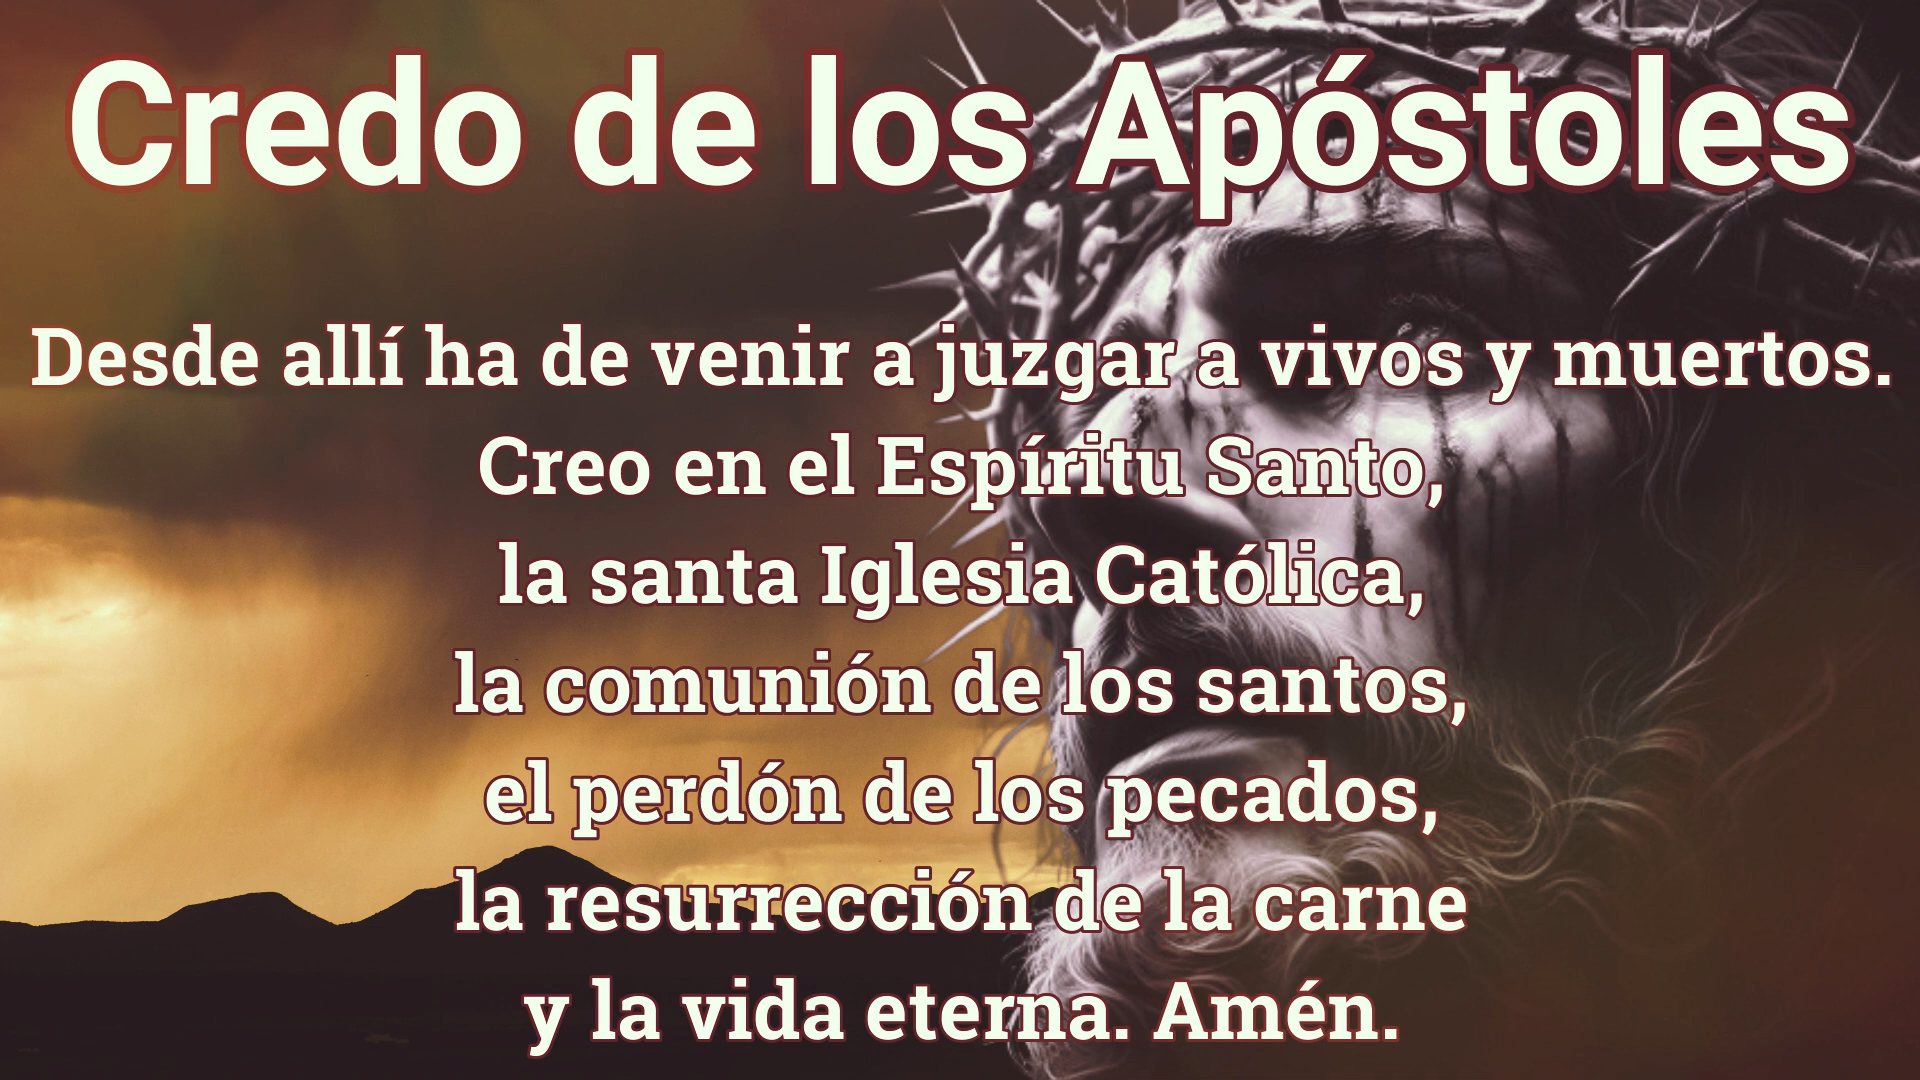 Credo de los Apóstoles
Desde allí ha de venir a juzgar a vivos y muertos.
Creo en el Espíritu Santo,
la santa Iglesia Católica,
la comunión de los santos,
el perdón de los pecados,
la resurrección de la carne
y la vida eterna. Amén.